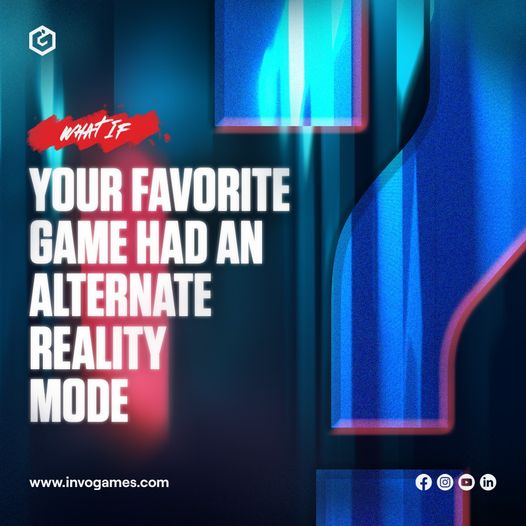 WHAT IF
YOUR FAVORITE
GAME HAD AN
ALTERNATE
REALITY
MODE
www.invogames.com